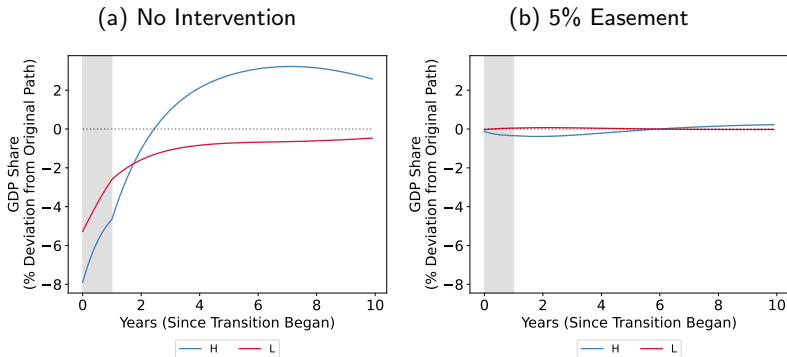 (a) No Intervention
GDP Share
(% Deviation from Original Path)
2
0
−2
−4
−6
−8
0 2 4 6 8 10
Years (Since Transition Began)
H L
(b) 5% Easement
GDP Share
(% Deviation from Original Path)
2
0
−2
−4
−6
−8
0 2 4 6 8 10
Years (Since Transition Began)
H L